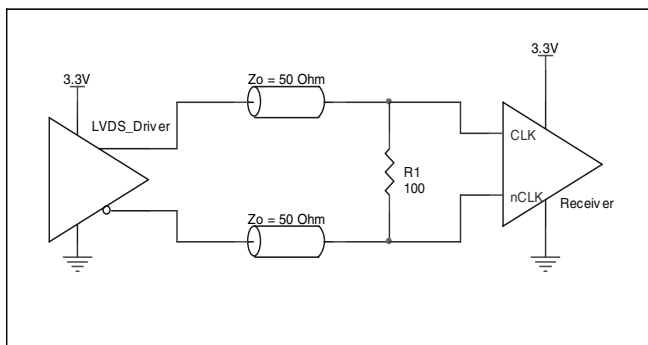 3.3V
LVDS_Driver
Zo = 50 Ohm
Zo = 50 Ohm
R1
100
3.3V
CLK
nCLK
Receiver